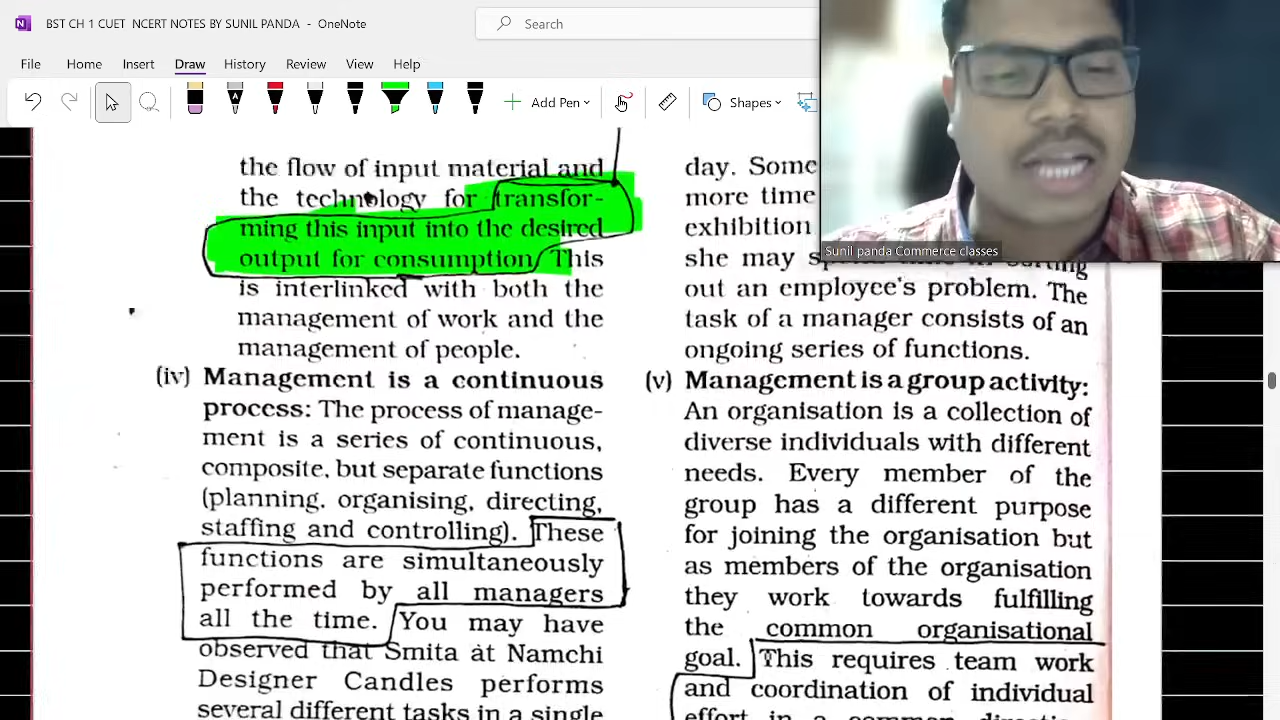 BST CH 1 CUET NCERT NOTES BY SUNIL PANDA - OneNote
Search
File Home Insert Draw History Review View Help
Add Pen
Shapes
the flow of input material and
the technology for transfor-
ming this input into the desired
output for consumption. This
is interlinked with both the
management of work and the
management of people.
(iv) Management is a continuous
process: The process of manage-
ment is a series of continuous,
composite, but separate functions
(planning, organising, directing,
staffing and controlling). These
functions are simultaneously
performed by all managers
all the time. You may have
observed that Smita at Namchi
Designer Candles performs
several different tasks in a single
day. Some
more time
exhibition
she may
out an employee's problem. The
task of a manager consists of an
ongoing series of functions.
(v) Management is a group activity:
An organisation is a collection of
diverse individuals with different
needs. Every member of the
group has a different purpose
for joining the organisation but
as members of the organisation
they work towards fulfilling
the common organisational
goal. This requires team work
and coordination of individual
effort in a common
Sunil panda Commerce classes